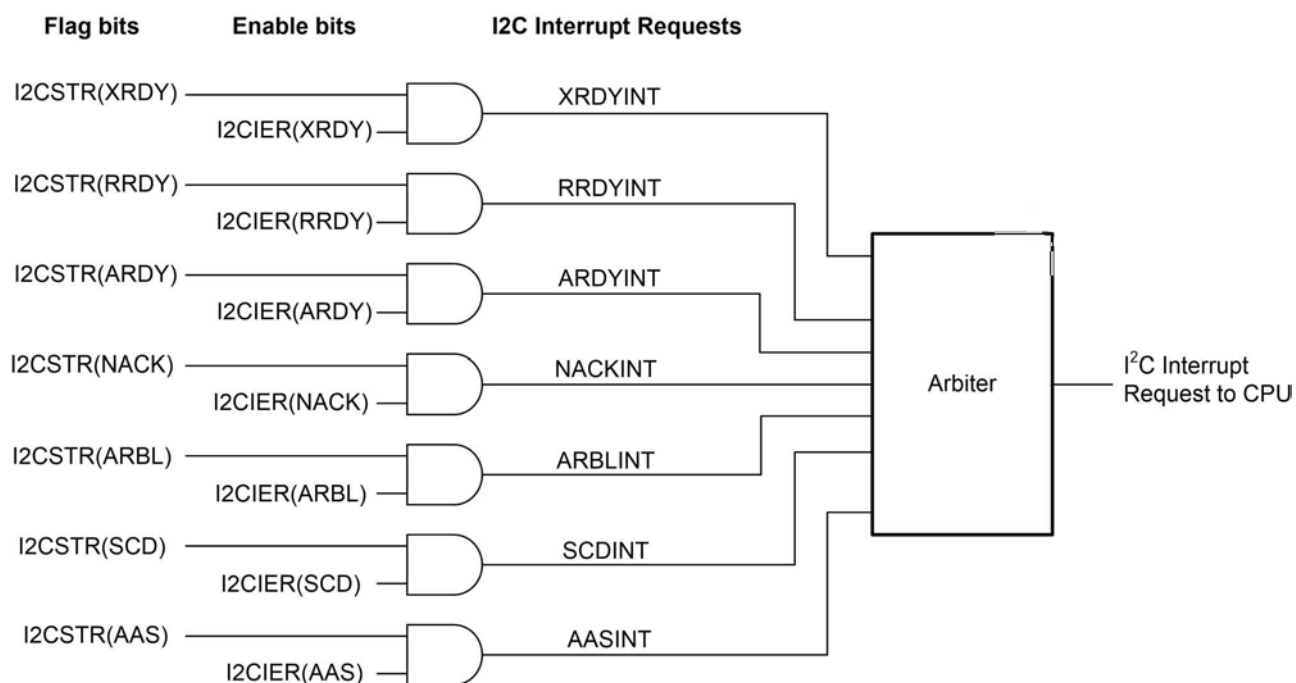 Flag bits Enable bits I2C Interrupt Requests
I2CSTR(XRDY)
XRDYINT
I2CIER(XRDY)
I2CSTR(RRDY)
RRDYINT
I2CIER(RRDY)
I2CSTR(ARDY)
ARDYINT
I2CIER(ARDY)
I2CSTR(NACK)
NACKINT
I2CIER(NACK)
I2CSTR(ARBL)
ARBLINT
I2CIER(ARBL)
I2CSTR(SCD)
SCDINT
I2CIER(SCD)
I2CSTR(AAS)
AASINT
I2CIER(AAS)
Arbiter
I²C Interrupt
Request to CPU